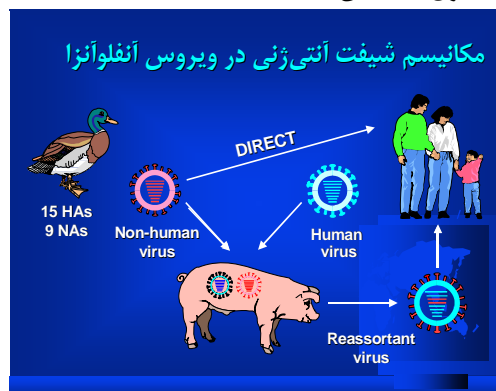 مکانیسم شیفت آنتی‌ژنی در ویروس آنفلوآنزا
DIRECT
15 HAs
9 NAs
Non-human
virus
Human
virus
Reassortant
virus